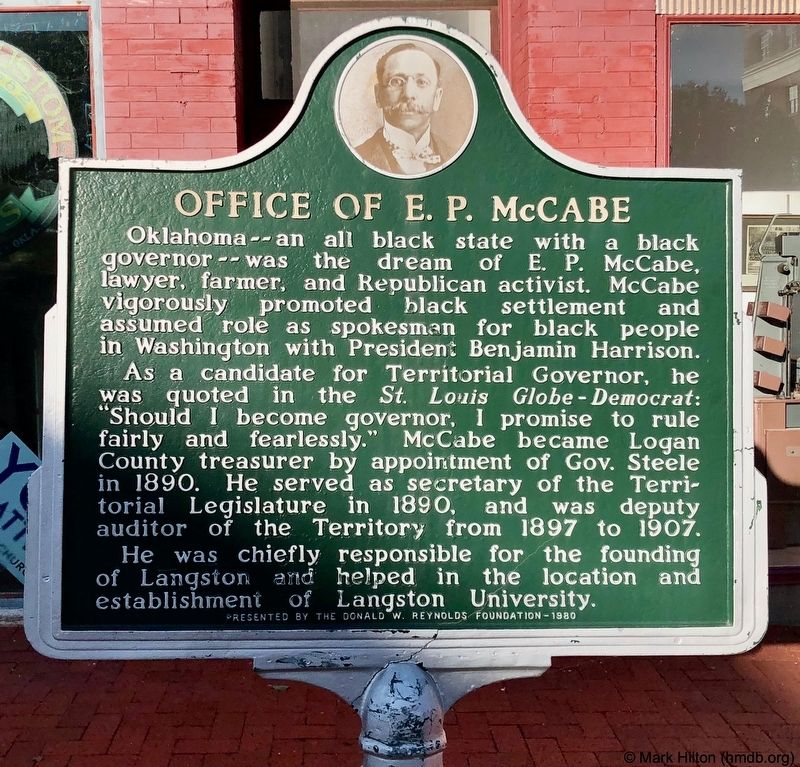 OFFICE OF E. P. McCABE
Oklahoma--an all black state with a black
governor--was the dream of E. P. McCabe,
lawyer, farmer, and Republican activist. McCabe
vigorously promoted black settlement and
assumed role as spokesman for black people
in Washington with President Benjamin Harrison.
As a candidate for Territorial Governor, he
was quoted in the St. Louis Globe-Democrat:
“Should I become governor, I promise to rule
fairly and fearlessly.” McCabe became Logan
County treasurer by appointment of Gov. Steele
in 1890. He served as secretary of the Terri-
torial Legislature in 1890, and was deputy
auditor of the Territory from 1897 to 1907.
He was chiefly responsible for the founding
of Langston and helped in the location and
establishment of Langston University.
PRESENTED BY THE DONALD W. REYNOLDS FOUNDATION-1980
© Mark Hilton (hmdb.org)